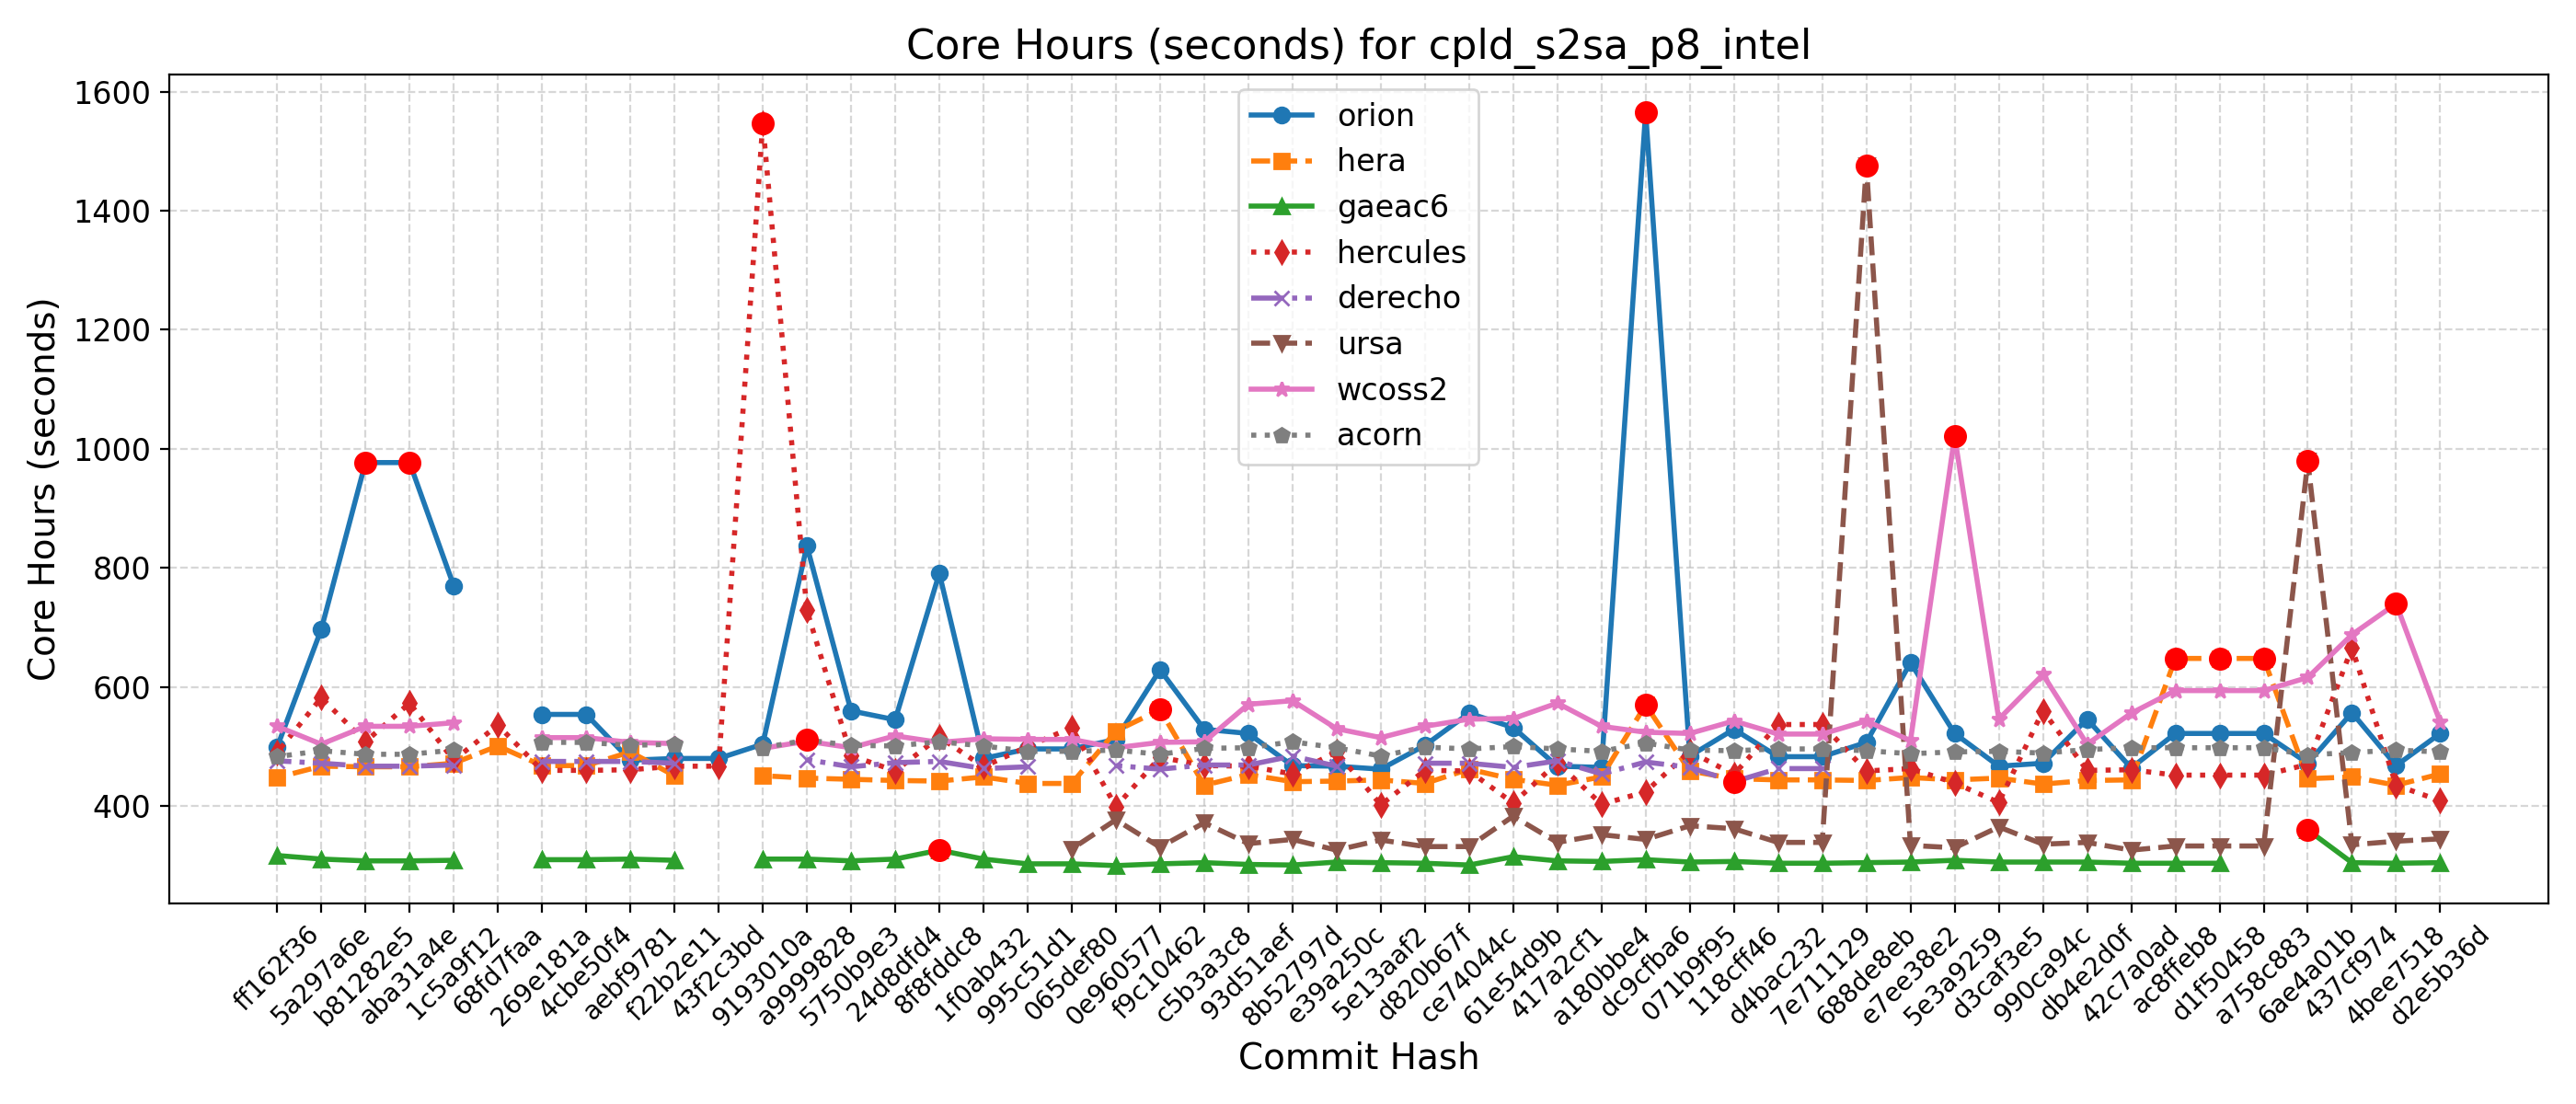 Core Hours (seconds) for cpld_s2sa_p8_intel
Core Hours (seconds)
1600
1400
1200
1000
800
600
400
orion
hera
gaeac6
hercules
derecho
ursa
wcoss2
acorn
ff162f36
5a297a6e
b81282e5
aba31a4e
1c5a9f12
68fd7faa
269e181a
4cbe50f4
aebf9781
f22b2e11
43f2c3bd
9193010a
a9999828
5750b9e3
24d8dfd4
8f8fddc8
1f0ab432
995c51d1
065def80
0e960577
f9c10462
c5b3a3c8
93d51aef
8b52797d
e39a250c
5e13aaf2
d820b67f
ce74044c
61e54d9b
417a2cf1
a180bbe4
dc9cfba6
071b9f95
118cff46
d4bac232
7e711129
688de8eb
e7ee38e2
5e3a9259
d3caf3e5
990ca94c
db4e2d0f
42c7a0ad
ac8ffeb8
d1f50458
a758c883
6ae4a01b
437cf974
4bee7518
d2e5b36d
Commit Hash